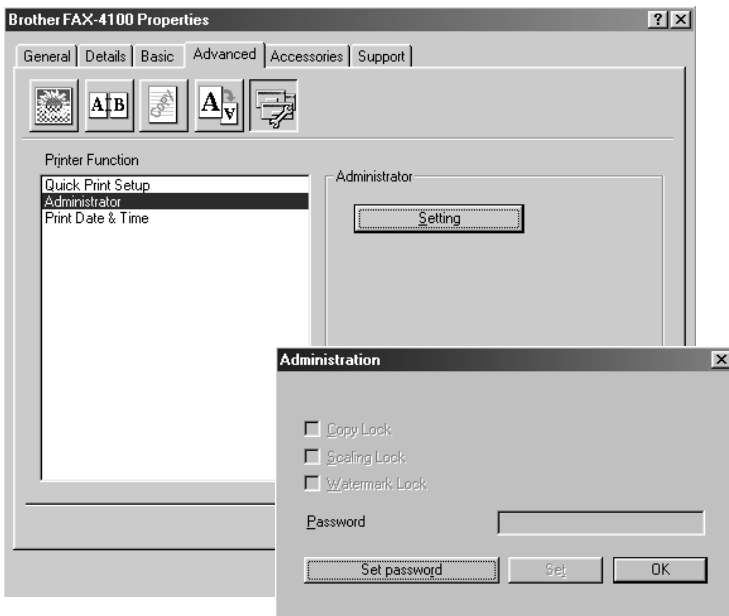 Brother FAX-4100 Properties
General Details Basic Advanced Accessories Support
A B
Copy
A A
Printer Function
Quick Print Setup
Administrator
Print Date & Time
Administrator
Setting
Administration
Copy Lock
Scaling Lock
Watermark Lock
Password
Set password Set OK